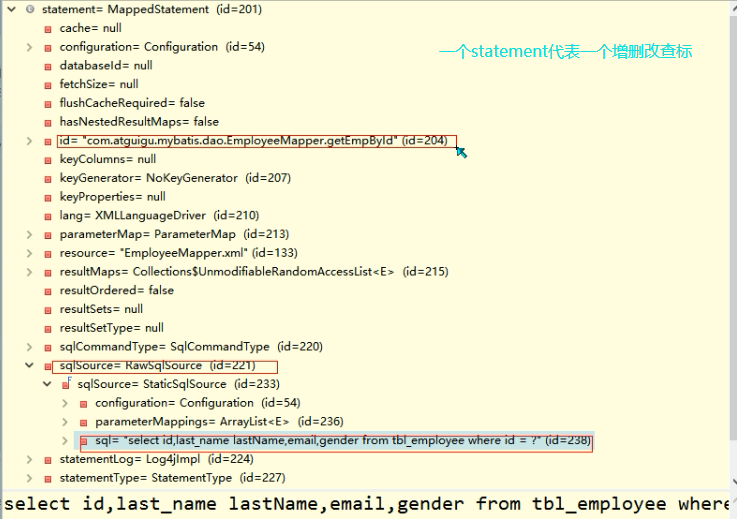 statement= MappedStatement (id=201)
cache= null
configuration= Configuration (id=54)
一个statement代表一个增删改查标
databaseId= null
fetchSize= null
flushCacheRequired= false
hasNestedResultMaps= false
id= "com.atguigu.mybatis.dao.EmployeeMapper.getEmpById" (id=204)
keyColumns= null
keyGenerator= NoKeyGenerator (id=207)
keyProperties= null
lang= XMLLanguageDriver (id=210)
parameterMap= ParameterMap (id=213)
resource= "EmployeeMapper.xml" (id=133)
resultMaps= Collections$UnmodifiableRandomAccessList<E> (id=215)
resultOrdered= false
resultSets= null
resultSetType= null
sqlCommandType= SqlCommandType (id=220)
sqlSource= RawSqlSource (id=221)
sqlSource= StaticSqlSource (id=233)
configuration= Configuration (id=54)
parameterMappings= ArrayList<E> (id=236)
sql= "select id,last_name lastName,email,gender from tbl_employee where id = ?" (id=238)
statementLog= Log4jImpl (id=224)
statementType= StatementType (id=227)
select id,last_name lastName,email,gender from tbl_employee where